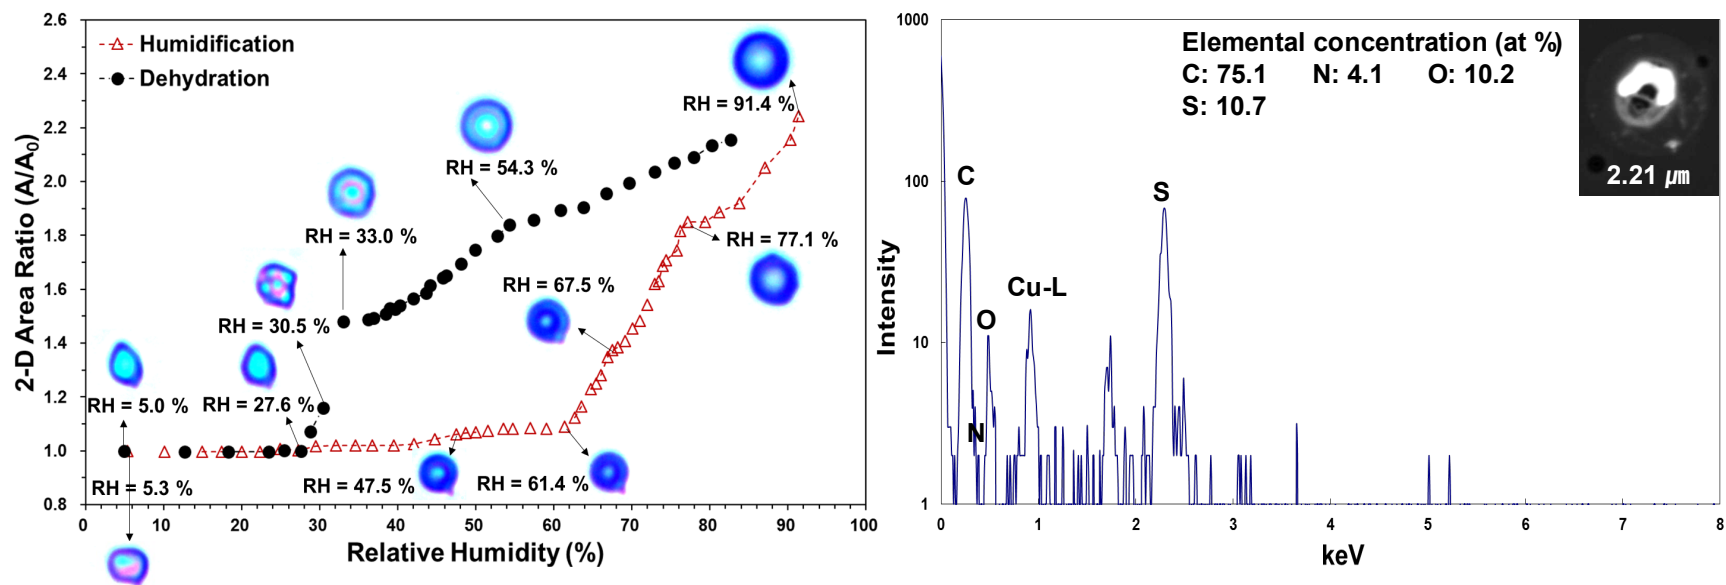 2.6
2.4
2.2
2.0
1.8
1.6
1.4
1.2
1.0
0.8
2-D Area Ratio (A/A0)
Humidification
Dehydration
RH = 91.4 %
RH = 54.3 %
RH = 33.0 %
RH = 77.1 %
RH = 67.5 %
RH = 30.5 %
RH = 5.0 %
RH = 27.6 %
RH = 5.3 %
RH = 47.5 %
RH = 61.4 %
0 10 20 30 40 50 60 70 80 90 100
Relative Humidity (%)
1000
100
10
1
Intensity
Elemental concentration (at %)
C: 75.1 N: 4.1 O: 10.2
S: 10.7
2.21 ㎛
C
S
Cu-L
O
N
0 1 2 3 4 5 6 7 8
keV